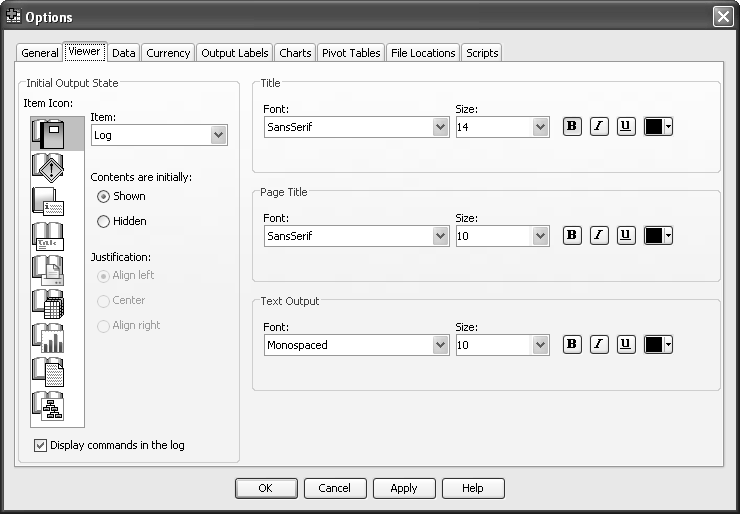 Options
General Viewer Data Currency Output Labels Charts Pivot Tables File Locations Scripts
Initial Output State
Item Icon:
Item:
Log
Contents are initially:
Shown
Hidden
Justification:
Align left
Center
Align right
Display commands in the log
Title
Font: Size:
SansSerif 14 B I U
Page Title
Font: Size:
SansSerif 10 B I U
Text Output
Font: Size:
Monospaced 10 B I U
OK Cancel Apply Help